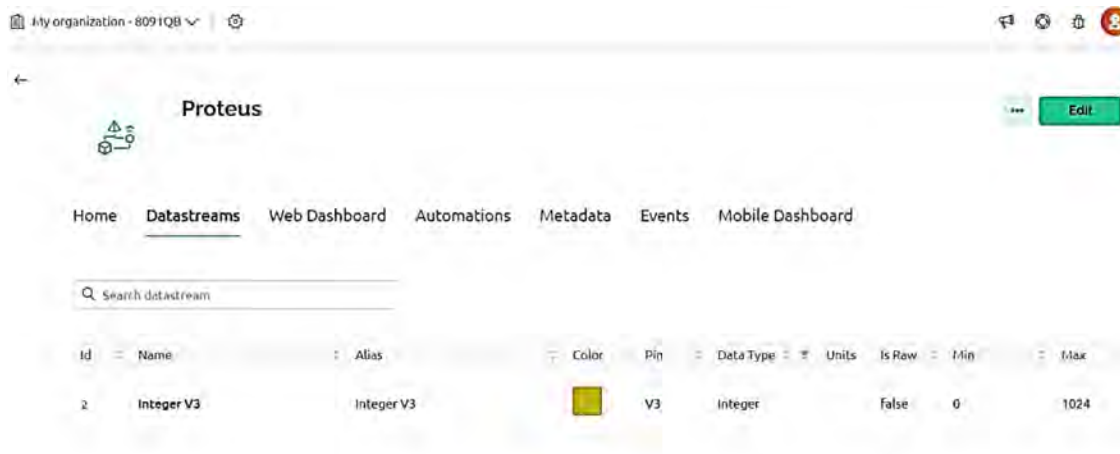 My organization - 8091QB
Proteus
Edit
Home Datastreams Web Dashboard Automations Metadata Events Mobile Dashboard
Search datastream
Id Name Alias Color Pin Data Type Units Is Raw Min Max
2 Integer V3 Integer V3 V3 Integer false 0 1024